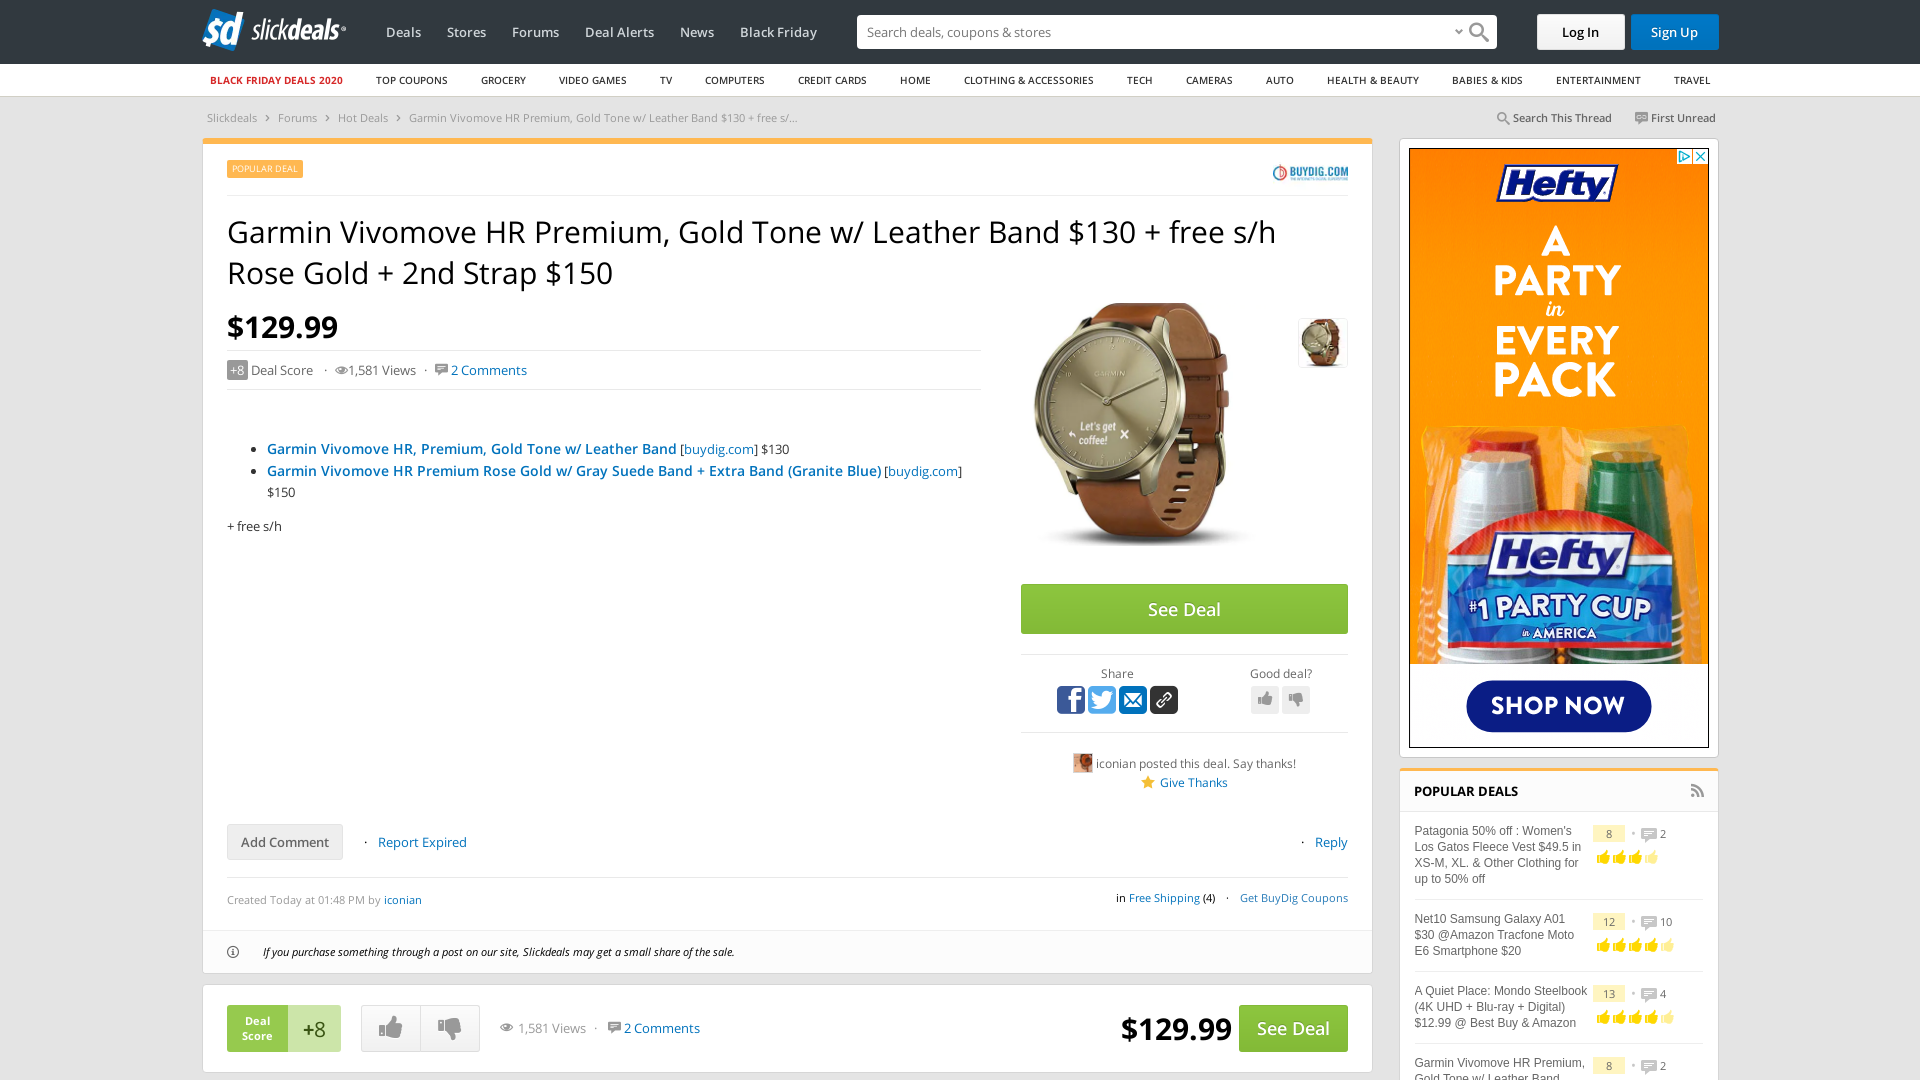 sd slickdeals
Deals Stores Forums Deal Alerts News Black Friday
Search deals, coupons & stores
Log In Sign Up
BLACK FRIDAY DEALS 2020 TOP COUPONS GROCERY VIDEO GAMES TV COMPUTERS CREDIT CARDS HOME CLOTHING & ACCESSORIES TECH CAMERAS AUTO HEALTH & BEAUTY BABIES & KIDS ENTERTAINMENT TRAVEL
Slickdeals › Forums › Hot Deals › Garmin Vivomove HR Premium, Gold Tone w/ Leather Band $130 + free s/...
Search This Thread First Unread
POPULAR DEAL
BUYDIG.COM
Garmin Vivomove HR Premium, Gold Tone w/ Leather Band $130 + free s/h
Rose Gold + 2nd Strap $150
$129.99
+8 Deal Score · 1,581 Views · 2 Comments
• Garmin Vivomove HR, Premium, Gold Tone w/ Leather Band [buydig.com] $130
• Garmin Vivomove HR Premium Rose Gold w/ Gray Suede Band + Extra Band (Granite Blue) [buydig.com]
$150
+ free s/h
GARMIN
Let's get
coffee!
See Deal
Share
Good deal?
iconian posted this deal. Say thanks!
Give Thanks
Add Comment · Report Expired
· Reply
Created Today at 01:48 PM by iconian
in Free Shipping (4) · Get BuyDig Coupons
If you purchase something through a post on our site, Slickdeals may get a small share of the sale.
Deal
Score
+8
1,581 Views · 2 Comments
$129.99 See Deal
Hefty
A
PARTY
in
EVERY
PACK
Hefty
#1 PARTY CUP
in AMERICA
SHOP NOW
POPULAR DEALS
Patagonia 50% off : Women's
Los Gatos Fleece Vest $49.5 in
XS-M, XL. & Other Clothing for
up to 50% off
8 • 2
Net10 Samsung Galaxy A01
$30 @Amazon Tracfone Moto
E6 Smartphone $20
12 • 10
A Quiet Place: Mondo Steelbook
(4K UHD + Blu-ray + Digital)
$12.99 @ Best Buy & Amazon
13 • 4
Garmin Vivomove HR Premium,
Gold Tone w/ Leather Band
8 • 2